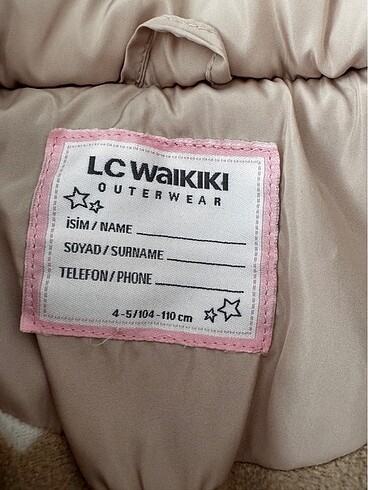 LC WAIKIKI
OUTERWEAR
İSİM / NAME
SOYAD / SURNAME
TELEFON / PHONE
4-5/104-110 cm